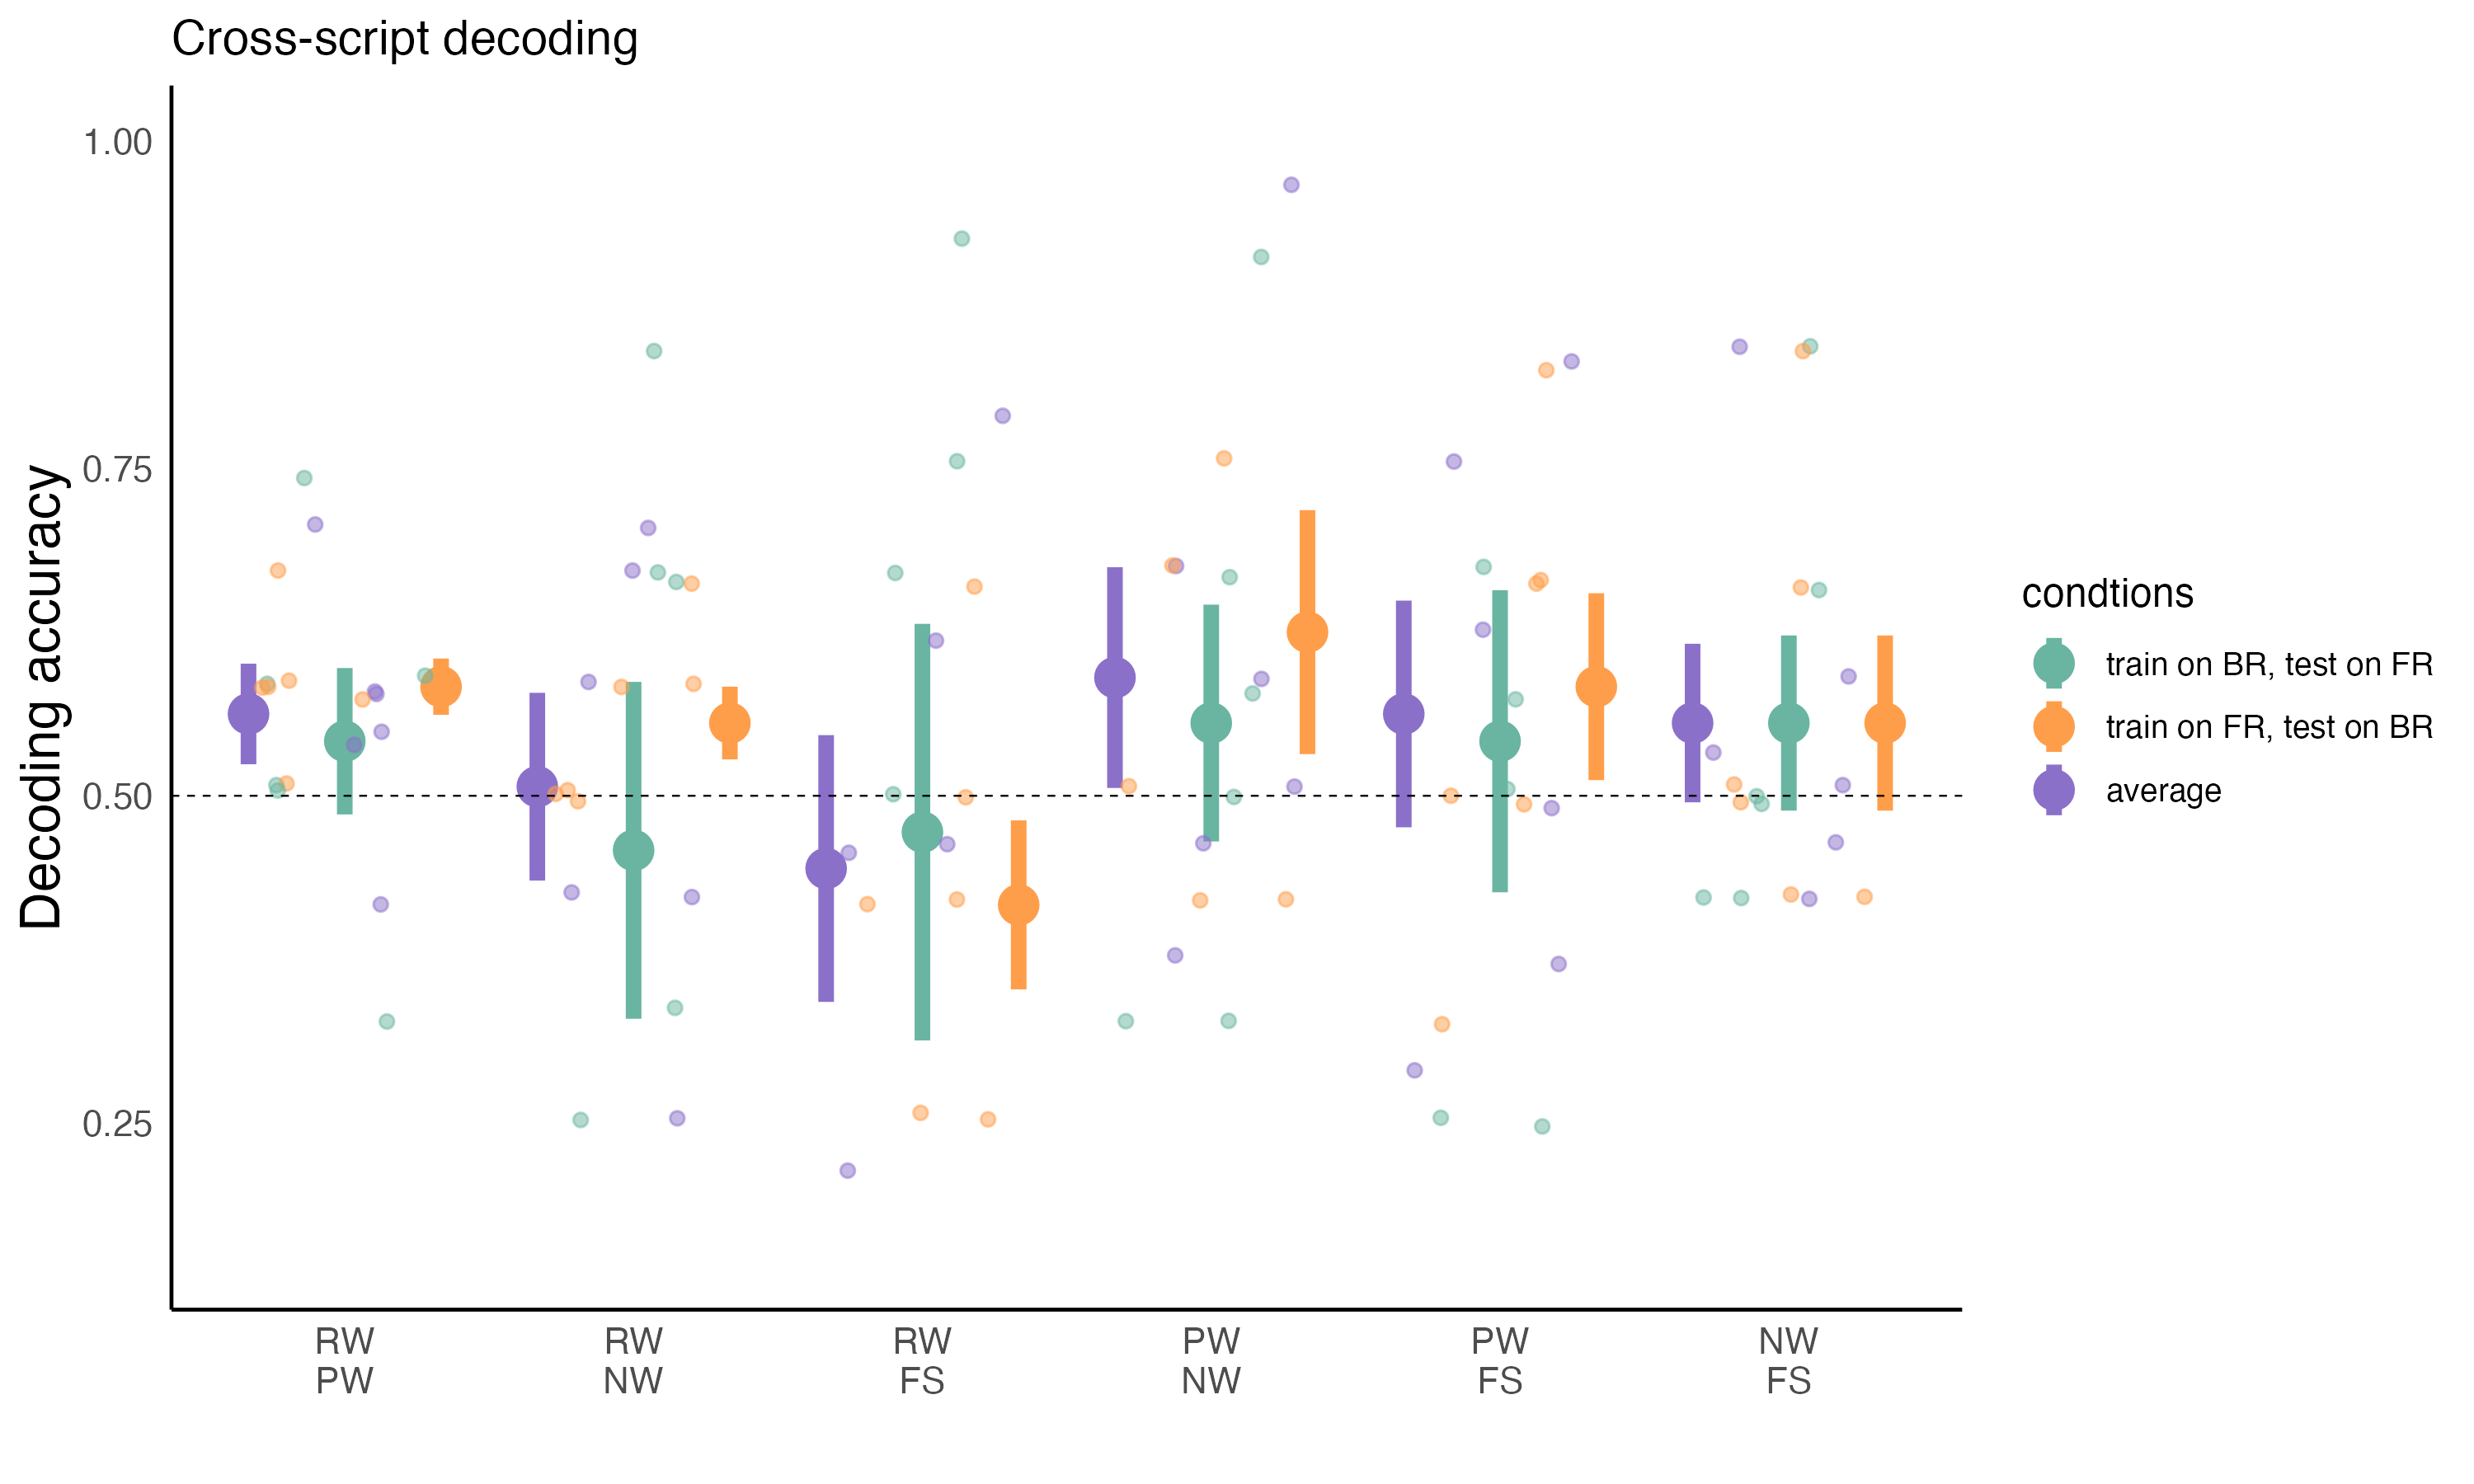 Cross-script decoding
Decoding accuracy
1.00
0.75
0.50
0.25
RW
PW
RW
NW
RW
FS
PW
NW
PW
FS
NW
FS
condtions
train on BR, test on FR
train on FR, test on BR
average